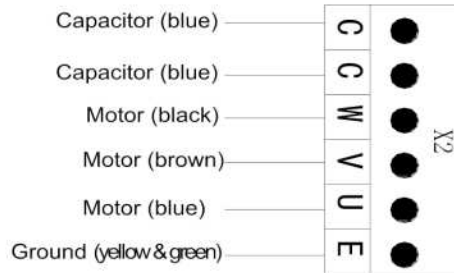 Capacitor (blue) C
Capacitor (blue) C
Motor (black) W
Motor (brown) V
Motor (blue) U
Ground (yellow & green) E
X2